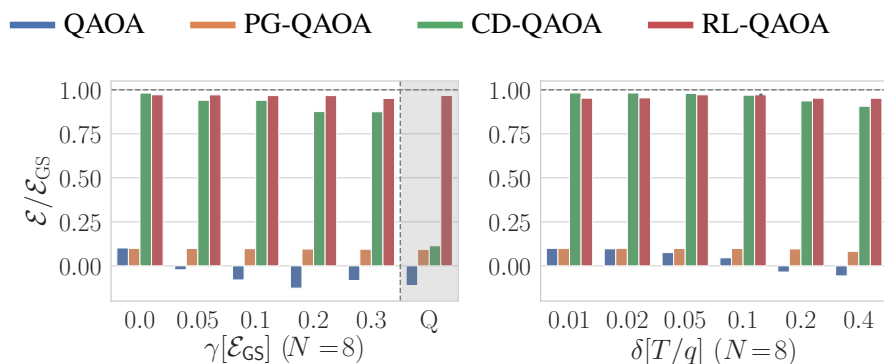 QAOA PG-QAOA CD-QAOA RL-QAOA
ℰ/ℰ_GS
1.00
0.75
0.50
0.25
0.00
0.0 0.05 0.1 0.2 0.3 Q
γ[ℰ_GS] (N = 8)
1.00
0.75
0.50
0.25
0.00
0.01 0.02 0.05 0.1 0.2 0.4
δ[T/q] (N = 8)